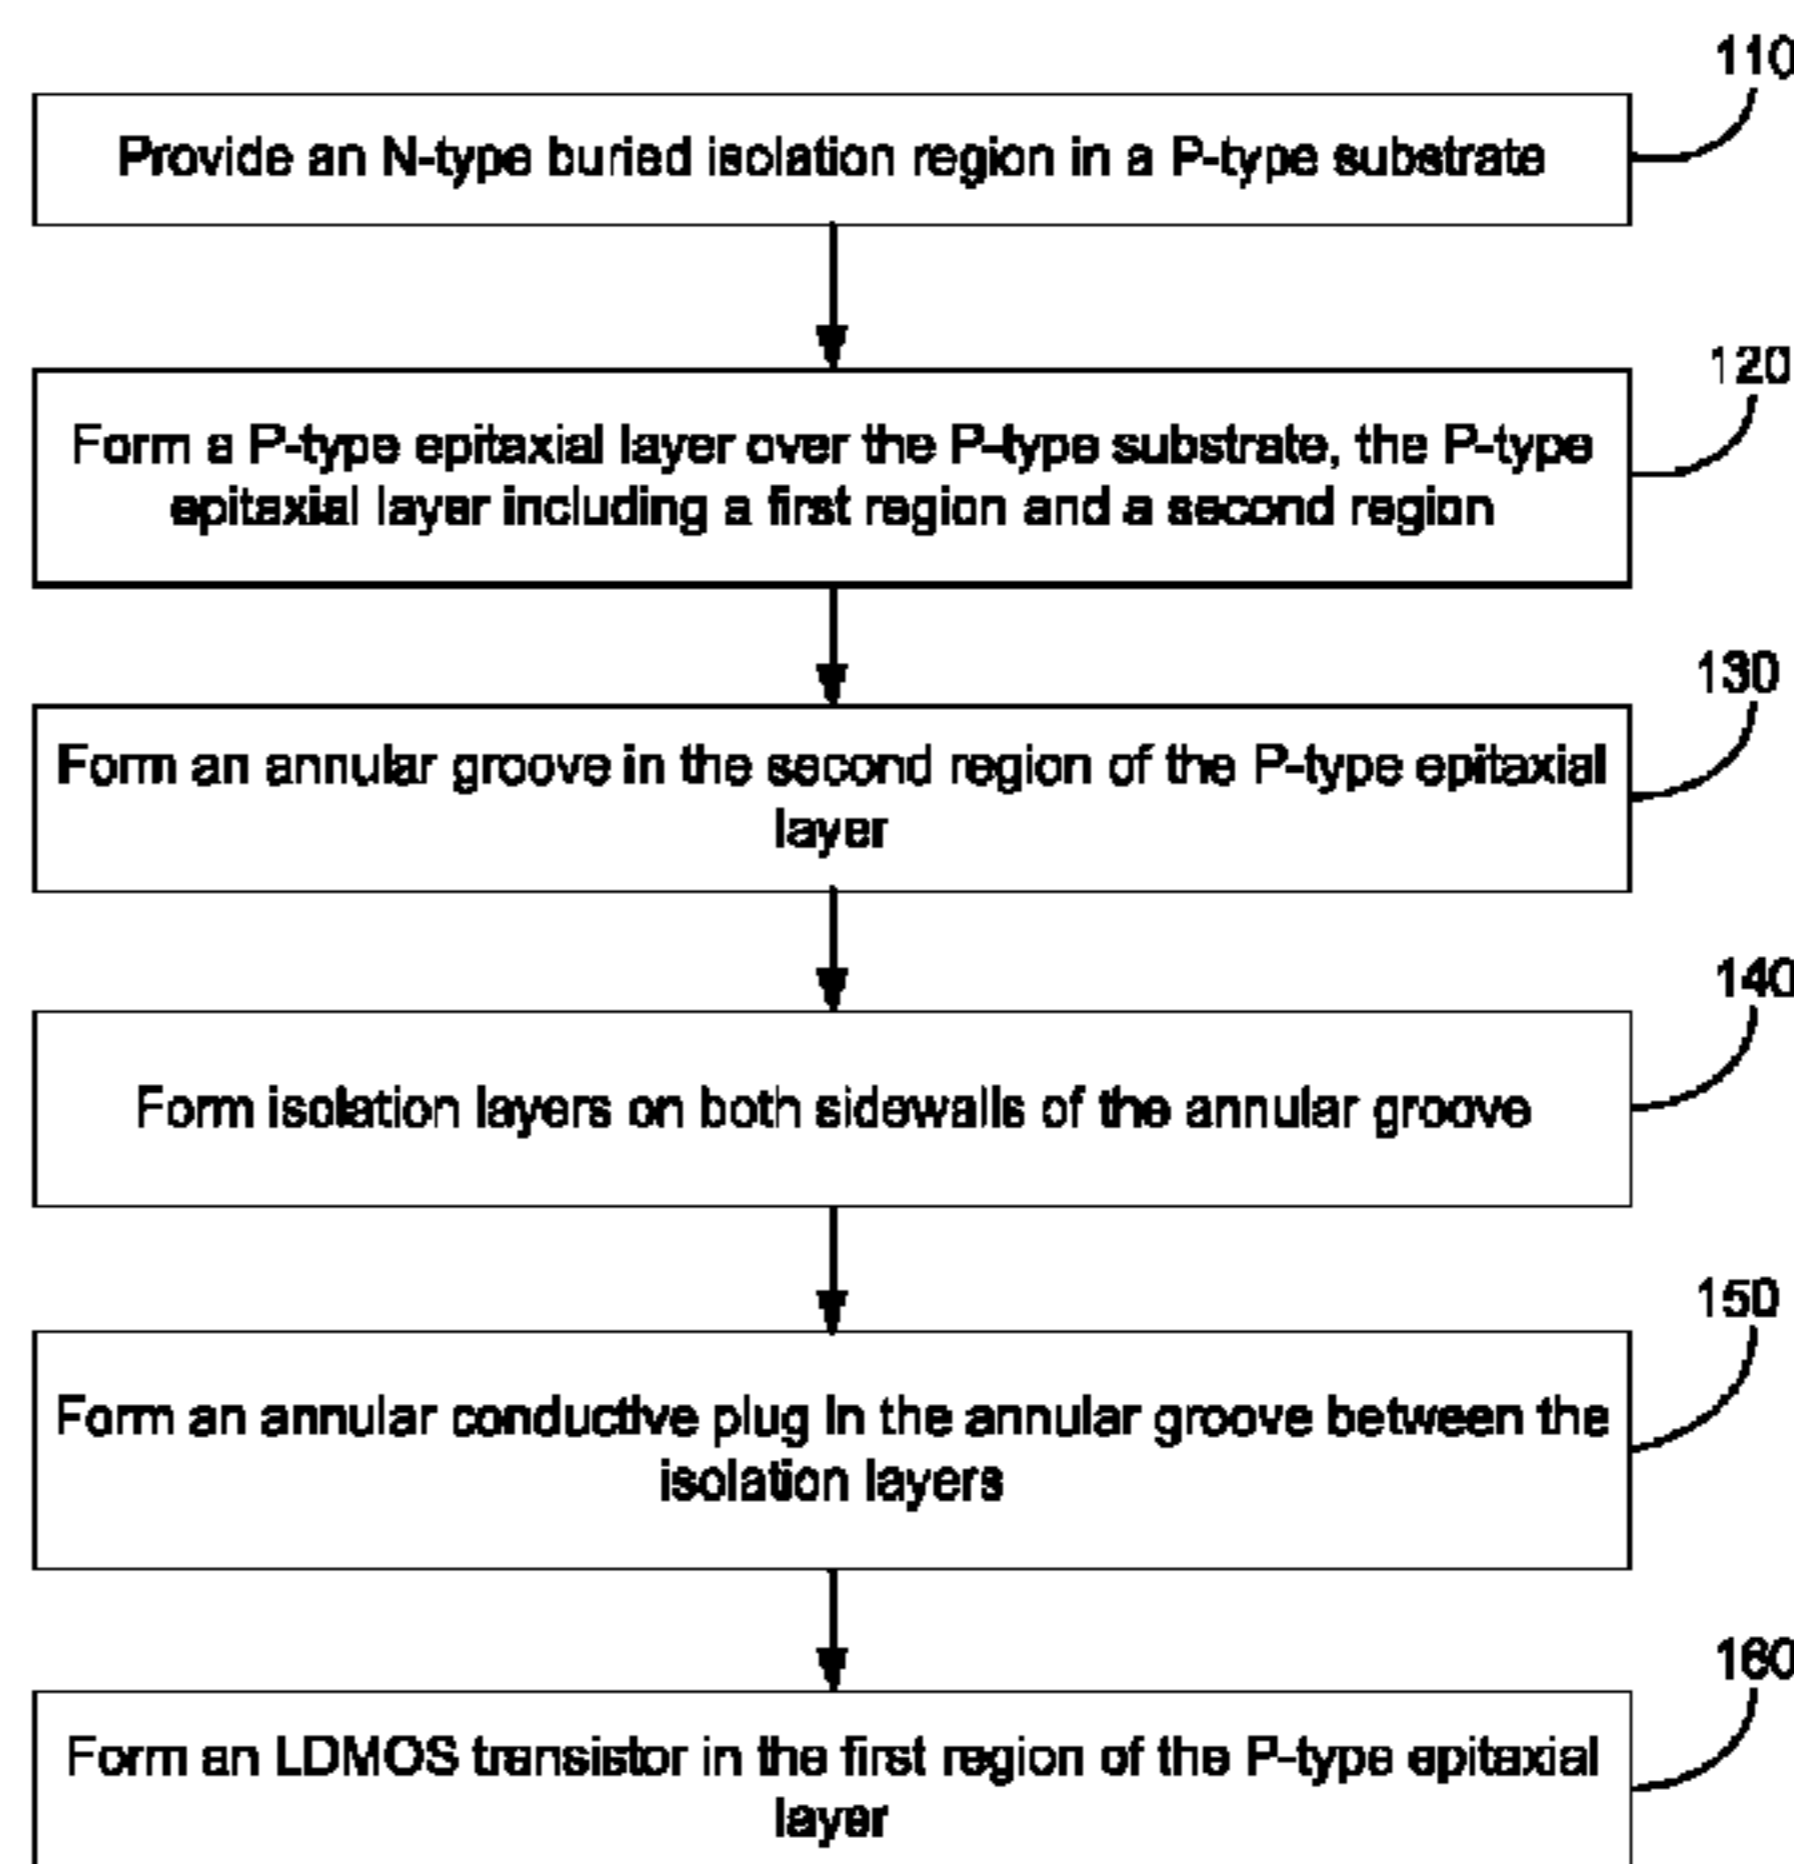 110
Provide an N-type buried isolation region in a P-type substrate
120
Form a P-type epitaxial layer over the P-type substrate, the P-type
epitaxial layer including a first region and a second region
130
Form an annular groove in the second region of the P-type epitaxial
layer
140
Form isolation layers on both sidewalls of the annular groove
150
Form an annular conductive plug in the annular groove between the
isolation layers
160
Form an LDMOS transistor in the first region of the P-type epitaxial
layer